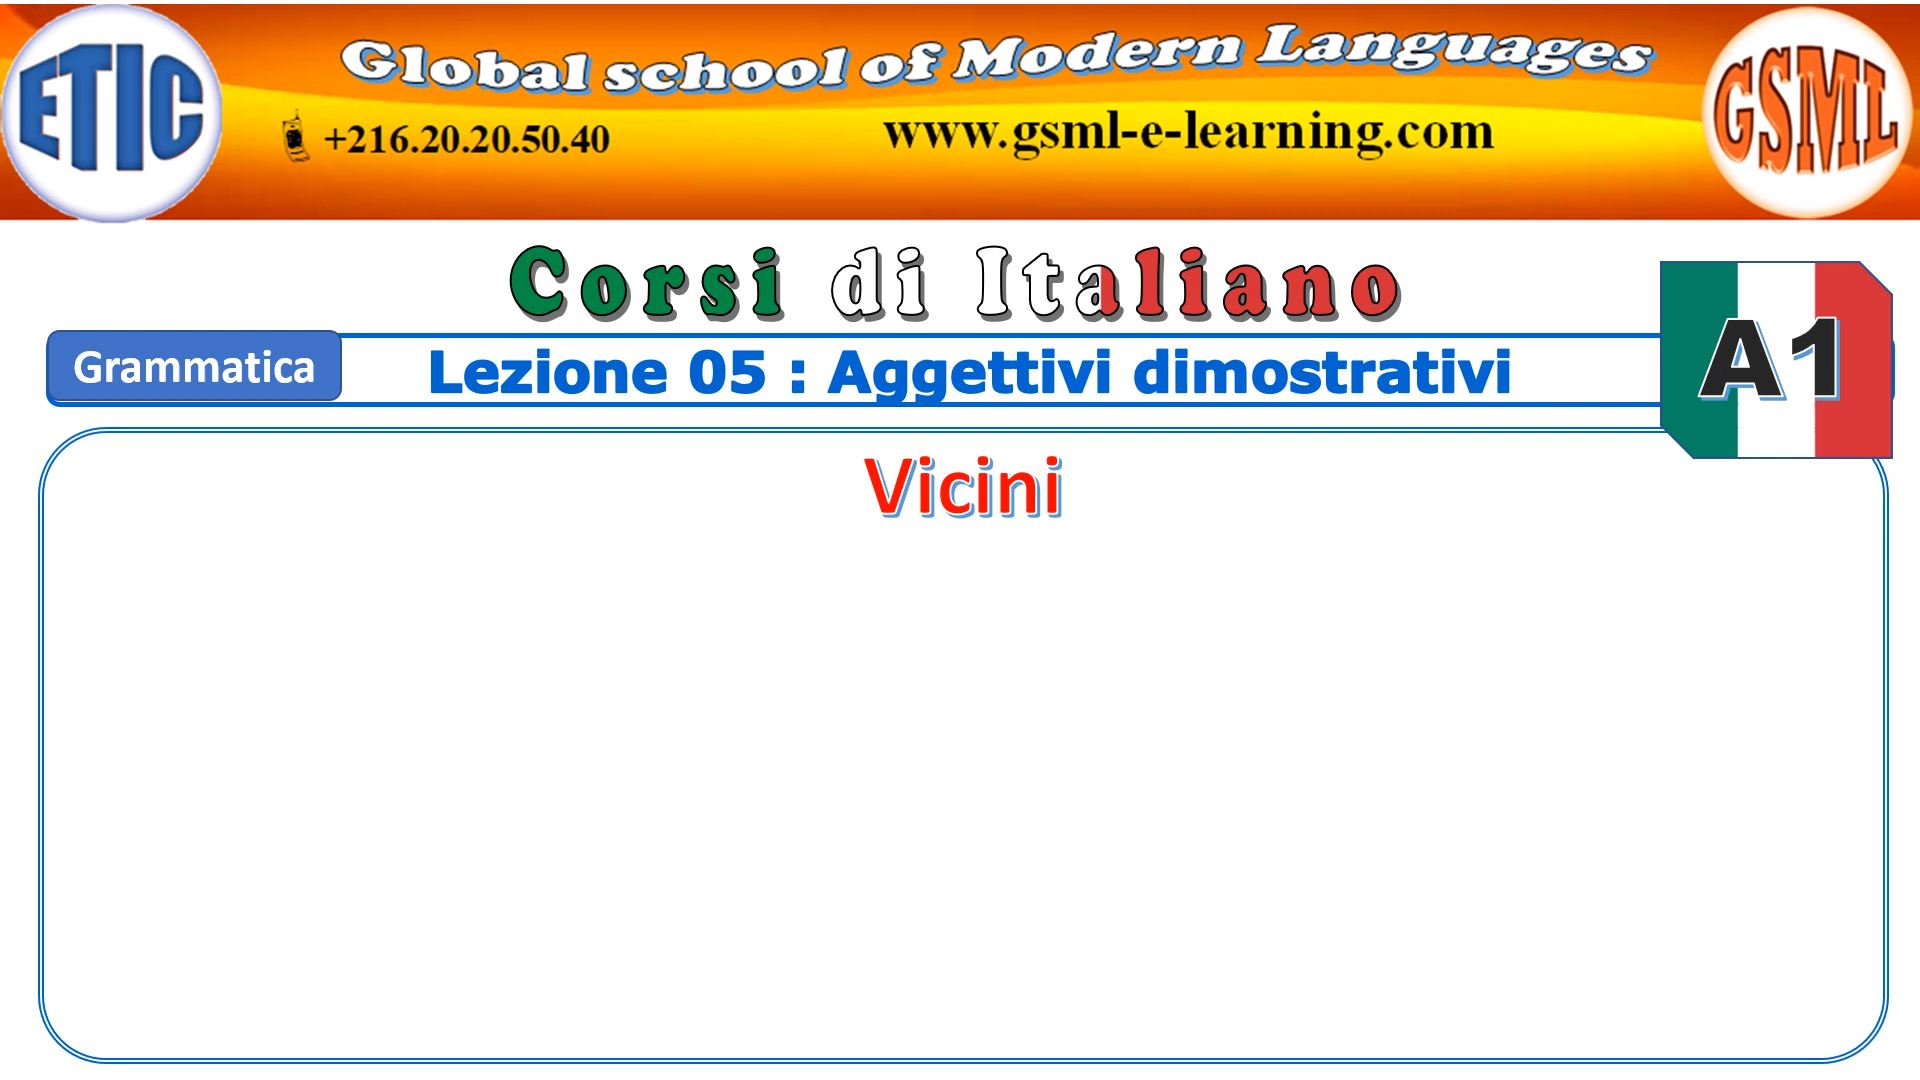 ETIC
Global school of Modern Languages
GSML
+216.20.20.50.40
www.gsml-e-learning.com
Corsi di Italiano
Grammatica
Lezione 05 : Aggettivi dimostrativi
A1
Vicini